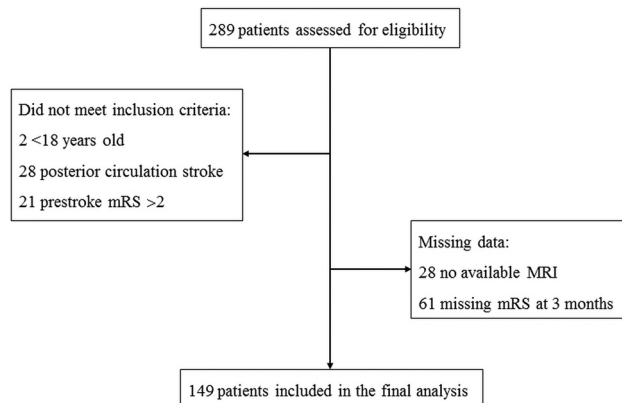 289 patients assessed for eligibility
Did not meet inclusion criteria:
2 <18 years old
28 posterior circulation stroke
21 prestroke mRS >2
Missing data:
28 no available MRI
61 missing mRS at 3 months
149 patients included in the final analysis